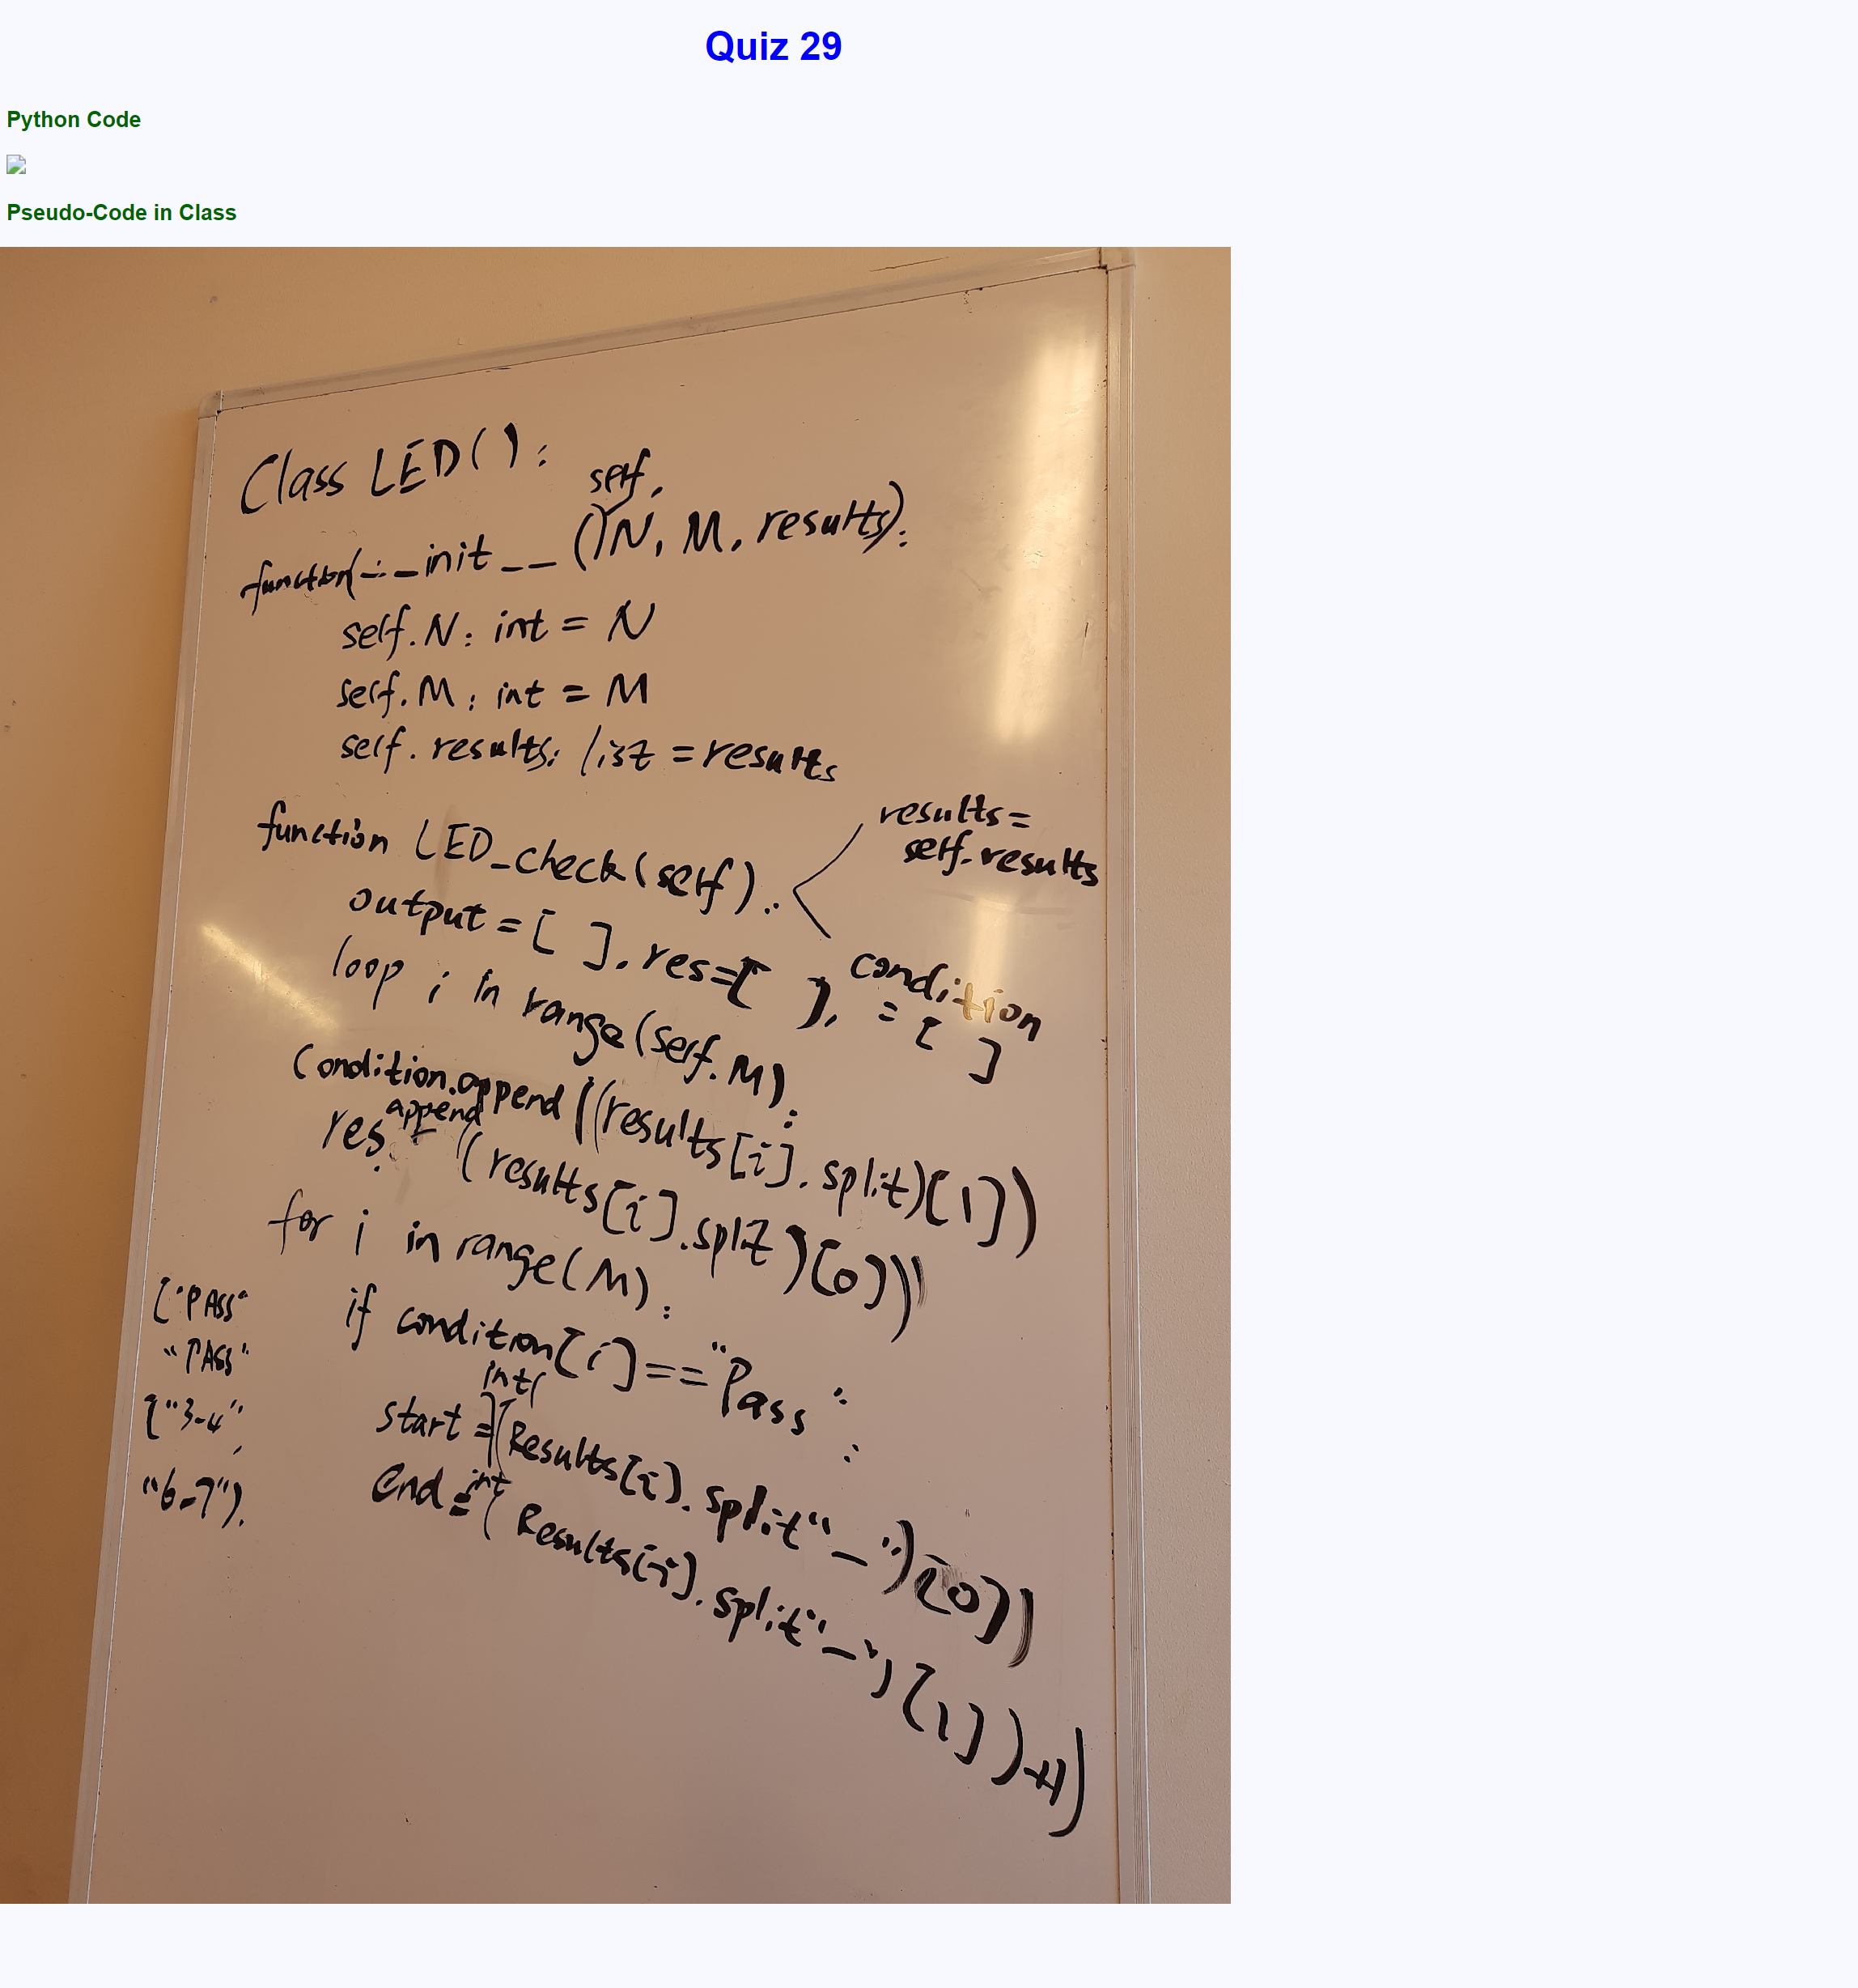 Quiz 29
Python Code
Pseudo-Code in Class
Class LED():
self,
function __init__ () N, M, results):
self.N: int = N
self.M: int = M
self.results: list = results
results =
self.results
function LED_check(self):
output = [ ], res=[ ], condition
= [ ]
loop i in range(self.M):
Condition.append((results[i].split)[1])
append
res. ((results[i].split)[0]))
for i in range(M):
if condition[i]=="Pass":
int(
start = (Results[i].split"-")[0])
int
End = (Results[i].split"-")[1])+1)
["PASS"
"PASS"
["3-4",
"6-7"].